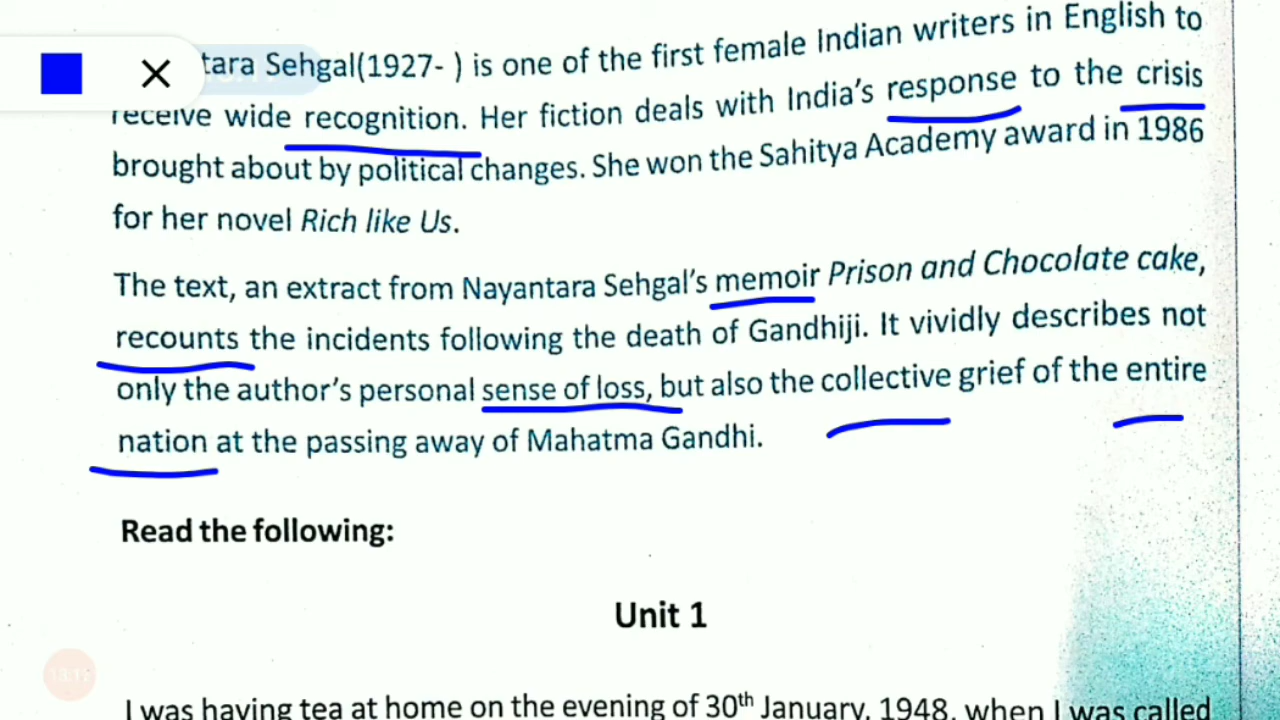 tara Sehgal(1927- ) is one of the first female Indian writers in English to
receive wide recognition. Her fiction deals with India's response to the crisis
brought about by political changes. She won the Sahitya Academy award in 1986
for her novel Rich like Us.
The text, an extract from Nayantara Sehgal's memoir Prison and Chocolate cake,
recounts the incidents following the death of Gandhiji. It vividly describes not
only the author's personal sense of loss, but also the collective grief of the entire
nation at the passing away of Mahatma Gandhi.
Read the following:
Unit 1
I was having tea at home on the evening of 30th January, 1948, when I was called